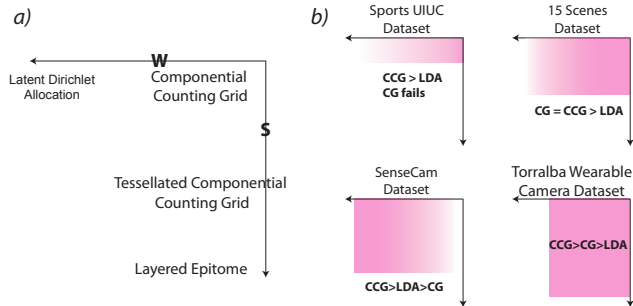 a)
W
Latent Dirichlet
Allocation
Componential
Counting Grid
S
Tessellated Componential
Counting Grid
Layered Epitome
b)
Sports UIUC
Dataset
CCG > LDA
CG fails
15 Scenes
Dataset
CG = CCG > LDA
SenseCam
Dataset
CCG>LDA>CG
Torralba Wearable
Camera Dataset
CCG>CG>LDA